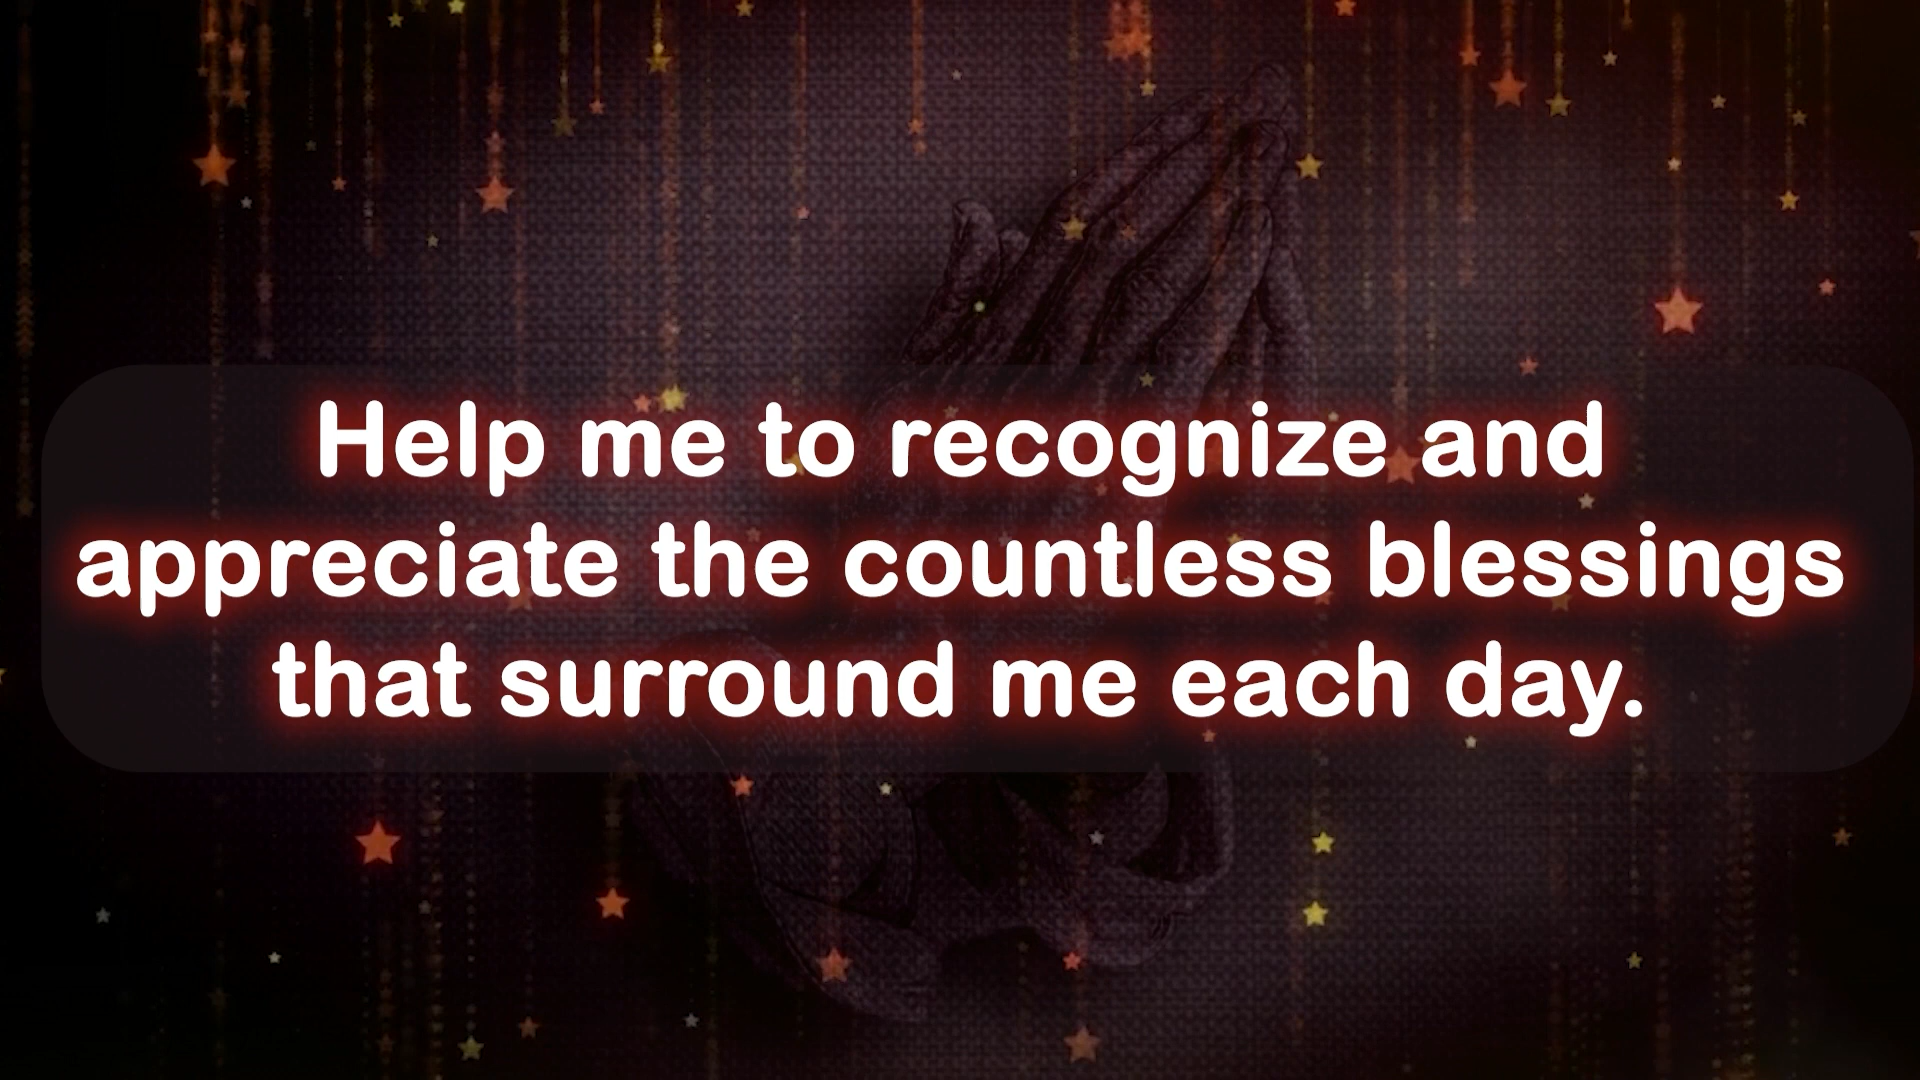 Help me to recognize and
appreciate the countless blessings
that surround me each day.